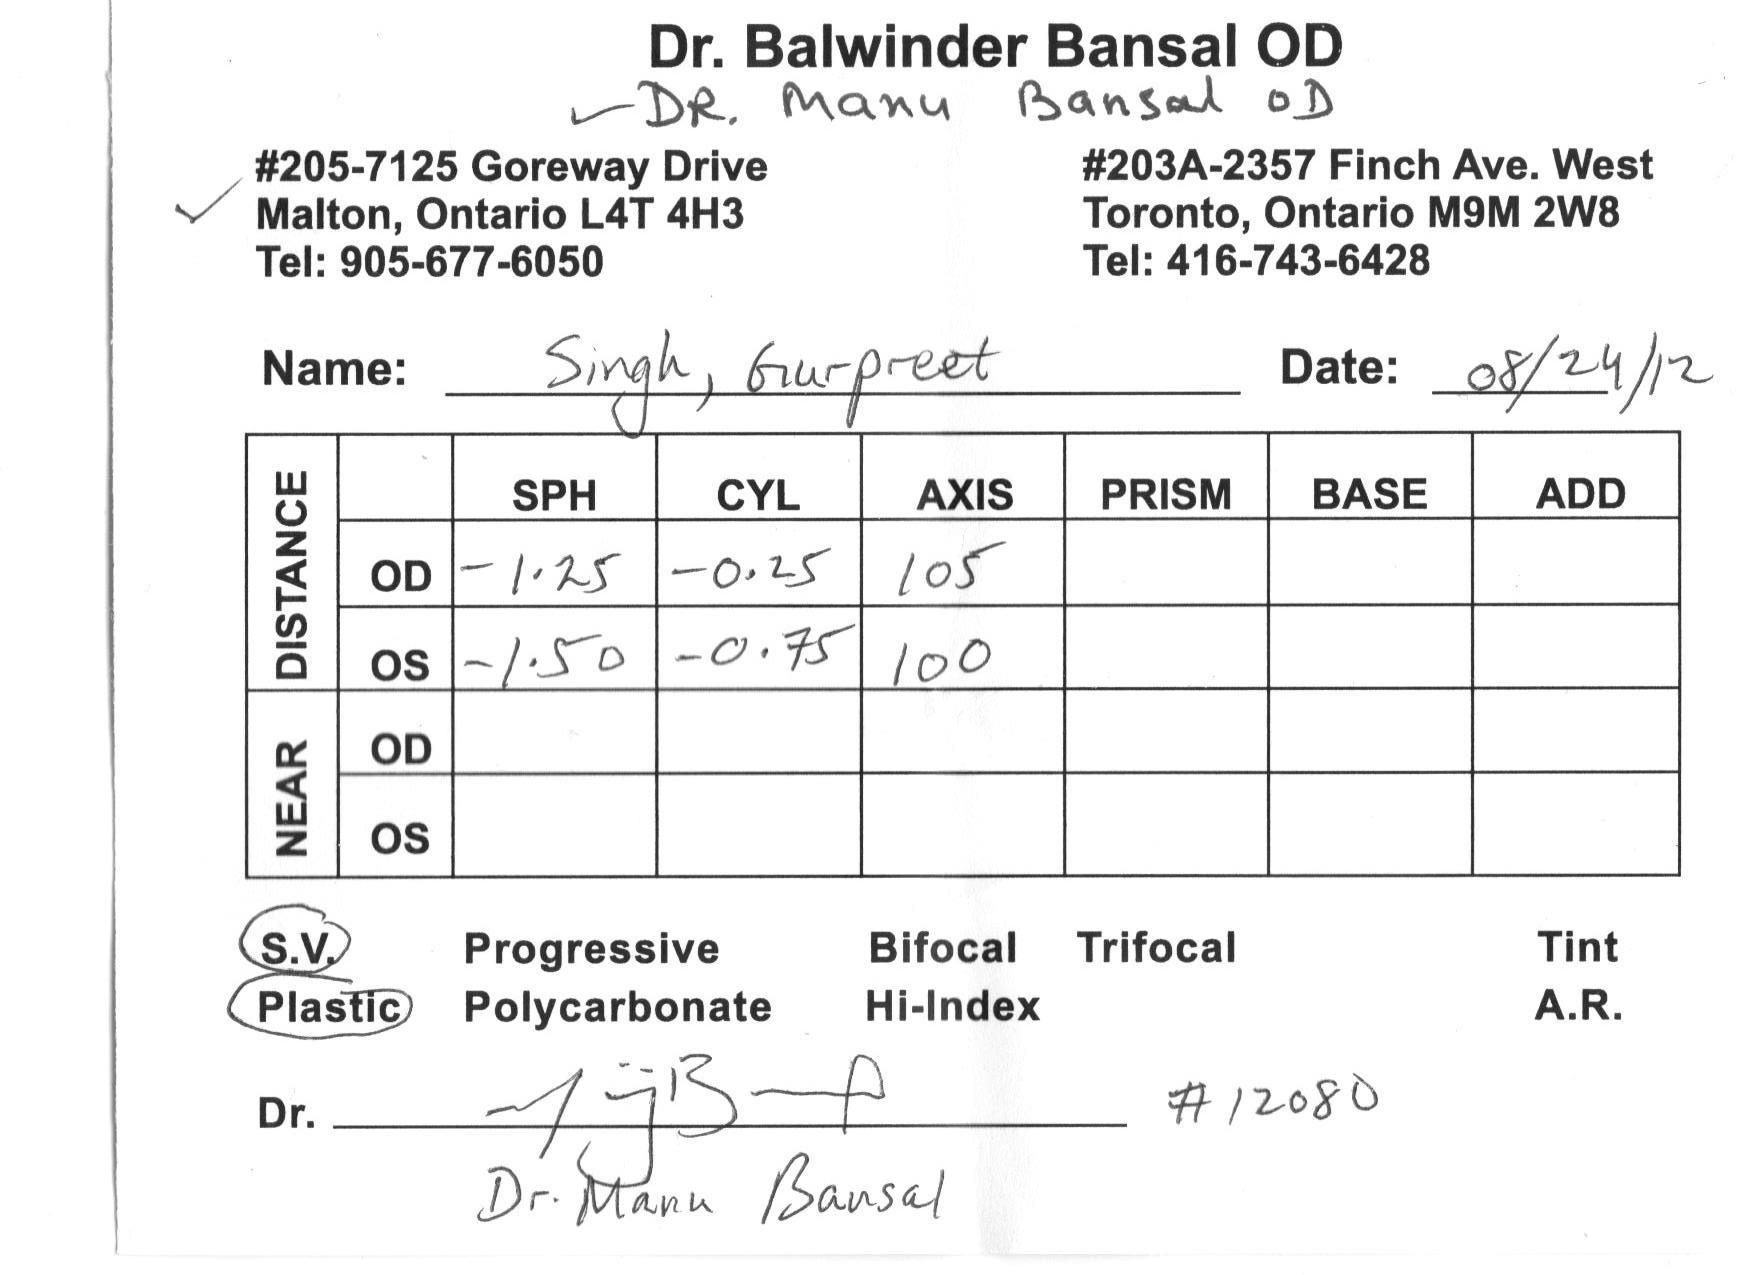 Dr. Balwinder Bansal OD
✓ DR. Manu Bansal OD
#205-7125 Goreway Drive #203A-2357 Finch Ave. West
✓ Malton, Ontario L4T 4H3 Toronto, Ontario M9M 2W8
Tel: 905-677-6050 Tel: 416-743-6428
Name: Singh, Gurpreet Date: 08/24/12
DISTANCE
SPH CYL AXIS PRISM BASE ADD
OD -1.25 -0.25 105
OS -1.50 -0.75 100
NEAR
OD
OS
S.V. Progressive Bifocal Trifocal Tint
Plastic Polycarbonate Hi-Index A.R.
Dr. #12080
Dr. Manu Bansal